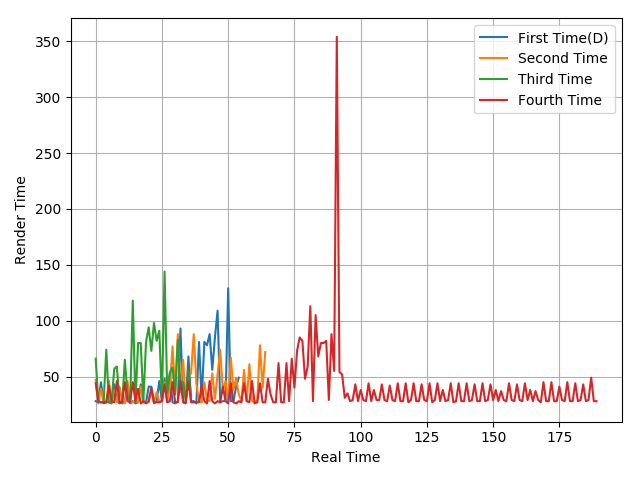 First Time(D)
Second Time
Third Time
Fourth Time
350
300
250
200
150
100
50
Render Time
0 25 50 75 100 125 150 175
Real Time